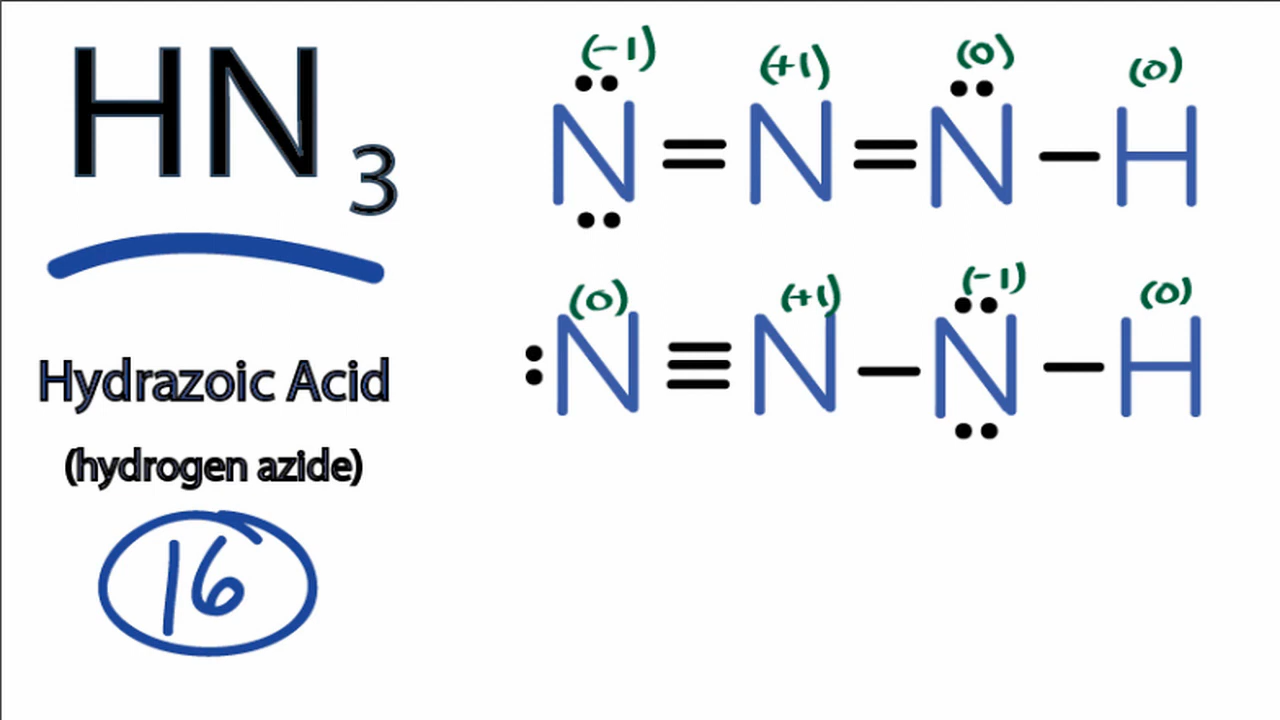 HN3
Hydrazoic Acid
(hydrogen azide)
16
(-1) (+1) (0) (0)
N = N = N - H
(0) (+1) (-1) (0)
:N ≡ N - N - H